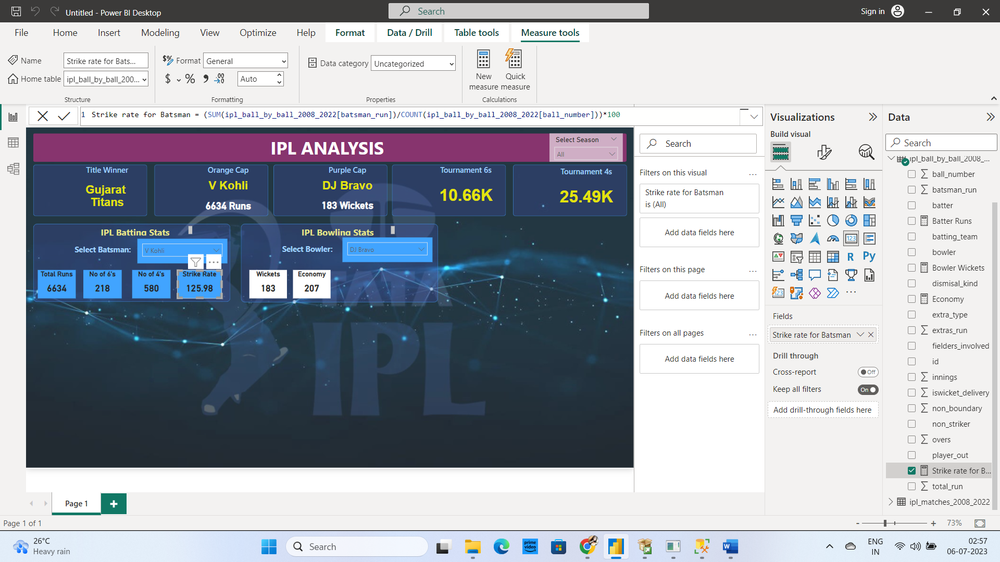 Untitled - Power BI Desktop
Search
Sign in
File
Home
Insert
Modeling
View
Optimize
Help
Format
Data / Drill
Table tools
Measure tools
Name
Strike rate for Bats...
Home table
ipl_ball_by_ball_200...
Structure
Format
General
$ % , .00
Auto
Formatting
Data category
Uncategorized
Properties
New measure
Quick measure
Calculations
1 Strike rate for Batsman = (SUM(ipl_ball_by_ball_2008_2022[batsman_run])/COUNT(ipl_ball_by_ball_2008_2022[ball_number]))*100
IPL ANALYSIS
Select Season
All
Title Winner
Gujarat
Titans
Orange Cap
V Kohli
6634 Runs
Purple Cap
DJ Bravo
183 Wickets
Tournament 6s
10.66K
Tournament 4s
25.49K
IPL Batting Stats
Select Batsman:
V Kohli
Total Runs
6634
No of 6's
218
No of 4's
580
Strike Rate
125.98
IPL Bowling Stats
Select Bowler:
DJ Bravo
Wickets
183
Economy
207
TATA
IPL
Search
Filters on this visual
...
Strike rate for Batsman
is (All)
Add data fields here
Filters on this page
...
Add data fields here
Filters on all pages
...
Add data fields here
Visualizations
Build visual
123
R
Py
123
...
Fields
Strike rate for Batsman
Drill through
Cross-report
Off
Keep all filters
On
Add drill-through fields here
Data
Search
ipl_ball_by_ball_2008_...
ball_number
batsman_run
batter
Batter Runs
batting_team
bowler
Bowler Wickets
dismisal_kind
Economy
extra_type
extras_run
fielders_involved
id
innings
iswicket_delivery
non_boundary
non_striker
overs
player_out
Strike rate for B...
total_run
ipl_matches_2008_2022
Page 1
Page 1 of 1
- + 73%
26°C
Heavy rain
Search
prime video
W
ENG
IN
02:57
06-07-2023